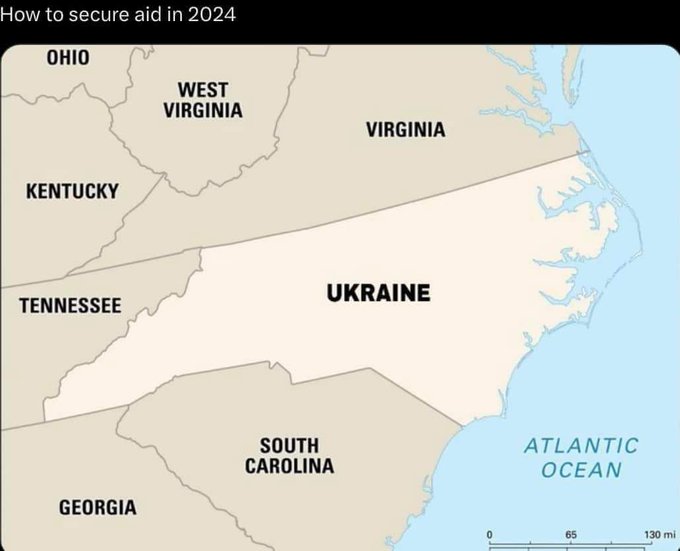 How to secure aid in 2024
OHIO
WEST
VIRGINIA
VIRGINIA
KENTUCKY
UKRAINE
TENNESSEE
SOUTH
CAROLINA
ATLANTIC
OCEAN
GEORGIA
0 65 130 mi